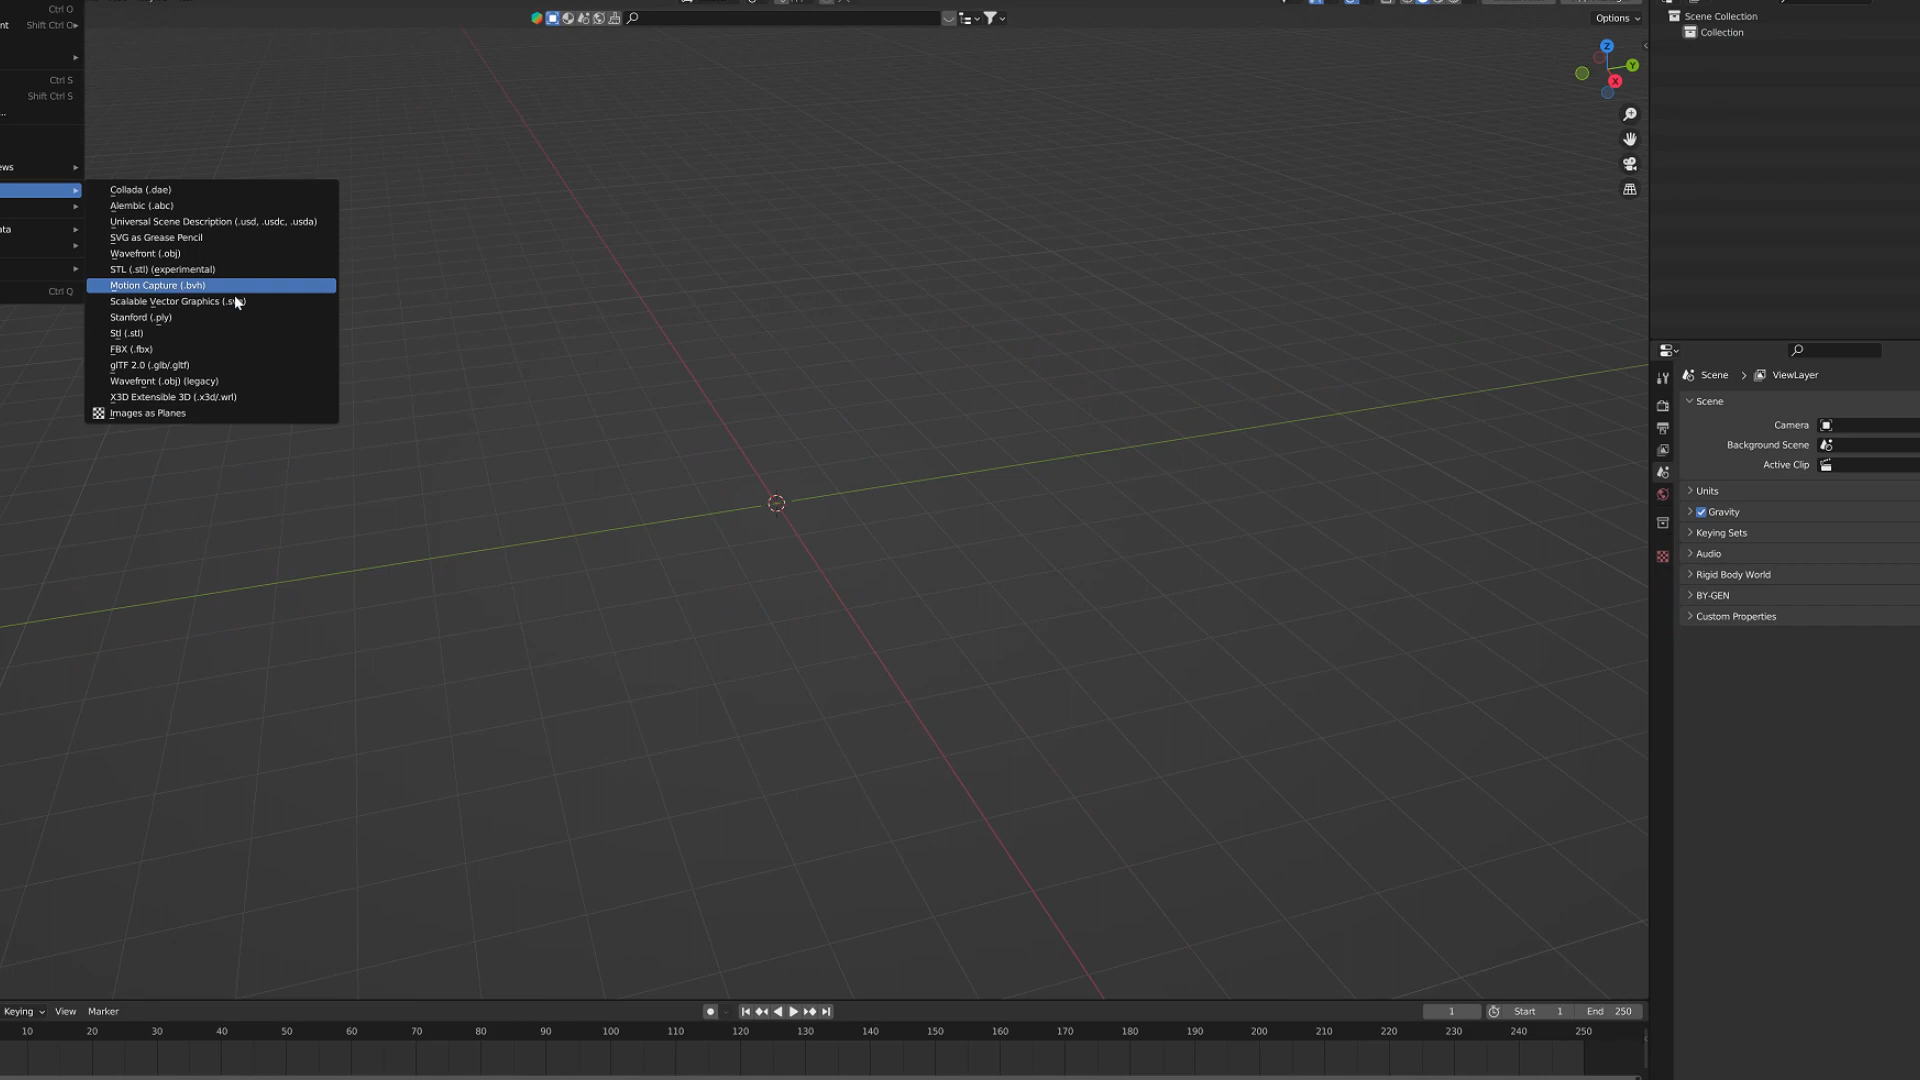 Ctrl O
nt Shift Ctrl O
Ctrl S
Shift Ctrl S
...
ews
ata
Ctrl Q
Collada (.dae)
Alembic (.abc)
Universal Scene Description (.usd, .usdc, .usda)
SVG as Grease Pencil
Wavefront (.obj)
STL (.stl) (experimental)
Motion Capture (.bvh)
Scalable Vector Graphics (.svg)
Stanford (.ply)
Stl (.stl)
FBX (.fbx)
glTF 2.0 (.glb/.gltf)
Wavefront (.obj) (legacy)
X3D Extensible 3D (.x3d/.wrl)
Images as Planes
Options
Z
Y
X
Scene Collection
Collection
Scene ViewLayer
Scene
Camera
Background Scene
Active Clip
Units
Gravity
Keying Sets
Audio
Rigid Body World
BY-GEN
Custom Properties
Keying View Marker
1 Start 1 End 250
10 20 30 40 50 60 70 80 90 100 110 120 130 140 150 160 170 180 190 200 210 220 230 240 250